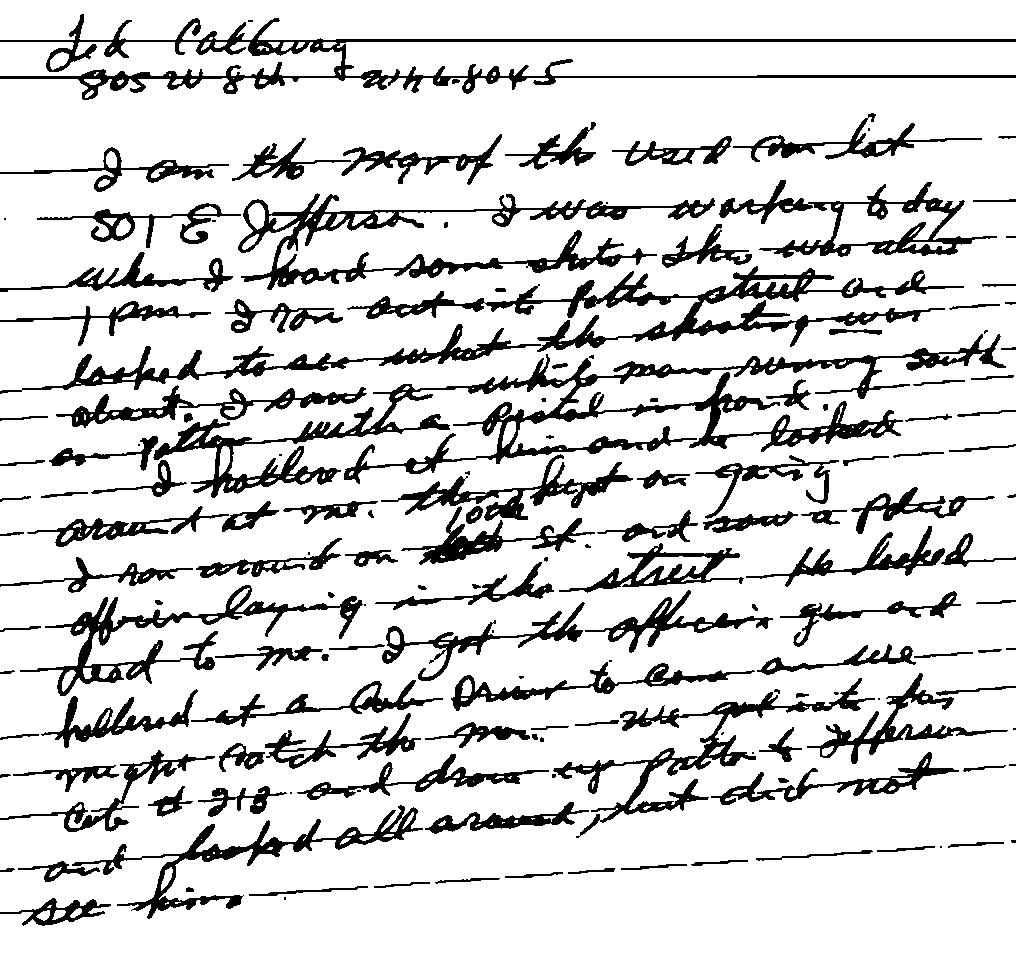 Ted Callaway
805 W 8th. WH 6-8045
I am the Mgr of the Used Car lot
501 E Jefferson. I was working to day
when I heard some shots, this was about
1 pm. I ran out into Patton street and
looked to see what the shooting was
about. I saw a white man running south
on Patton with a Pistol in hand.
I hollered at him and he looked
around at me. then kept on going
I ran around on 10th St. and saw a Police
officer laying in the street. He looked
dead to me. I got the officer's gun and
hollered at a Cab Driver to come on we
might catch the man. We got into his
Cab # 213 and drove up Patton to Jefferson
and looked all around, but did not
see him.